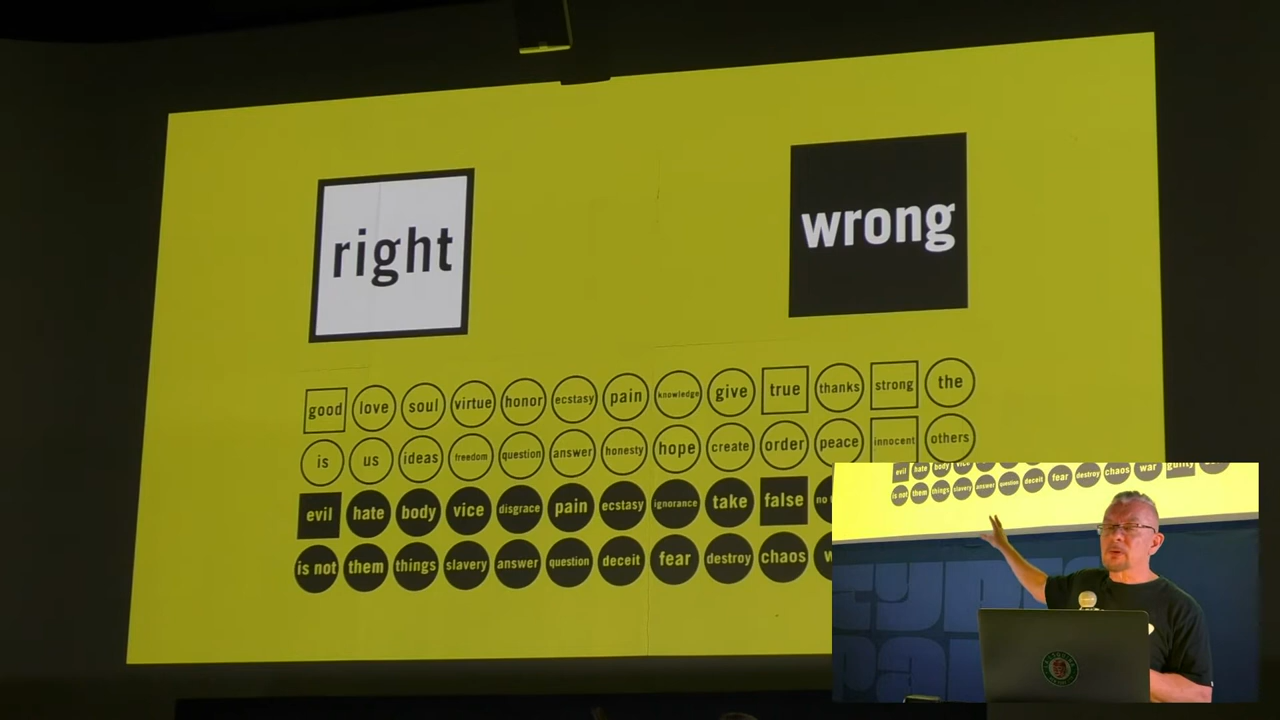 right
wrong
good love soul virtue honor ecstasy pain knowledge give true thanks strong the
is us ideas freedom question answer honesty hope create order peace innocent others
evil hate body vice disgrace pain ecstasy ignorance take false
is not them things slavery answer question deceit fear destroy chaos
evil hate body vice
is not them things slavery answer question deceit fear destroy chaos war guilty